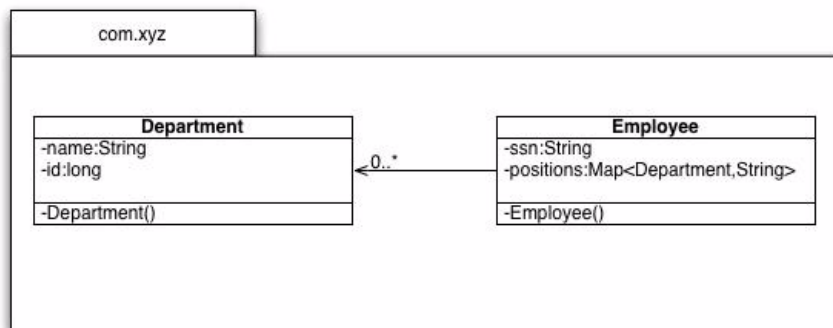 com.xyz
Department
-name:String
-id:long
-Department()
0..*
Employee
-ssn:String
-positions:Map<Department,String>
-Employee()